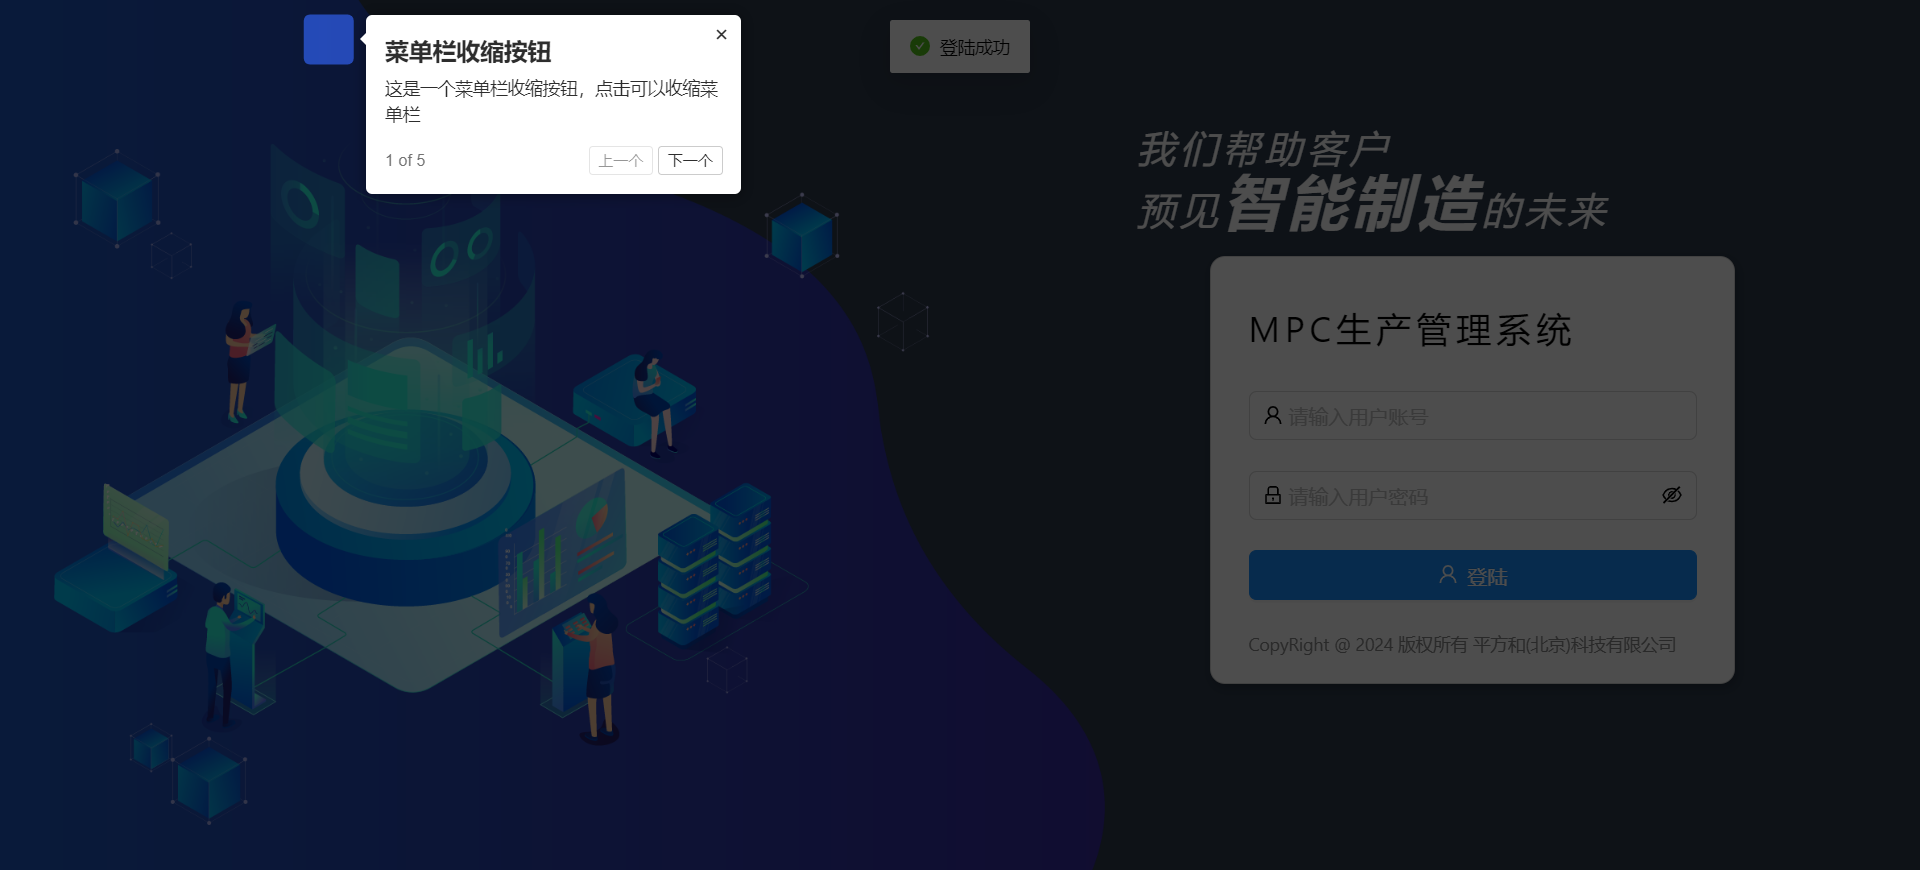 菜单栏收缩按钮
这是一个菜单栏收缩按钮，点击可以收缩菜
单栏
1 of 5
上一个
下一个
登陆成功
我们帮助客户
预见智能制造的未来
MPC生产管理系统
请输入用户账号
请输入用户密码
登陆
CopyRight @ 2024 版权所有 平方和(北京)科技有限公司